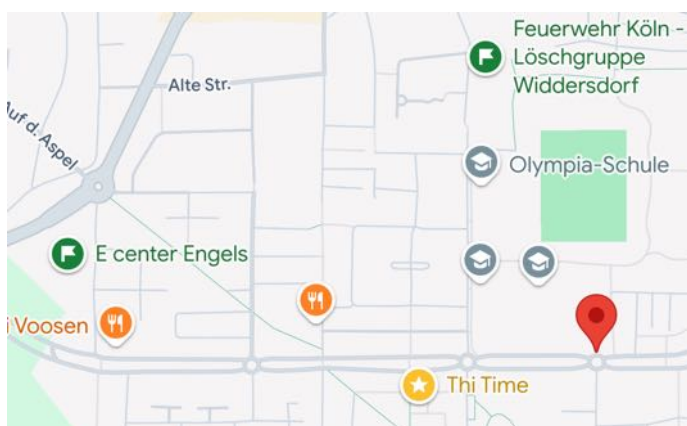 Feuerwehr Köln -
Löschgruppe
Widdersdorf
Alte Str.
Auf d. Aspel
Olympia-Schule
E center Engels
i Voosen
Thi Time